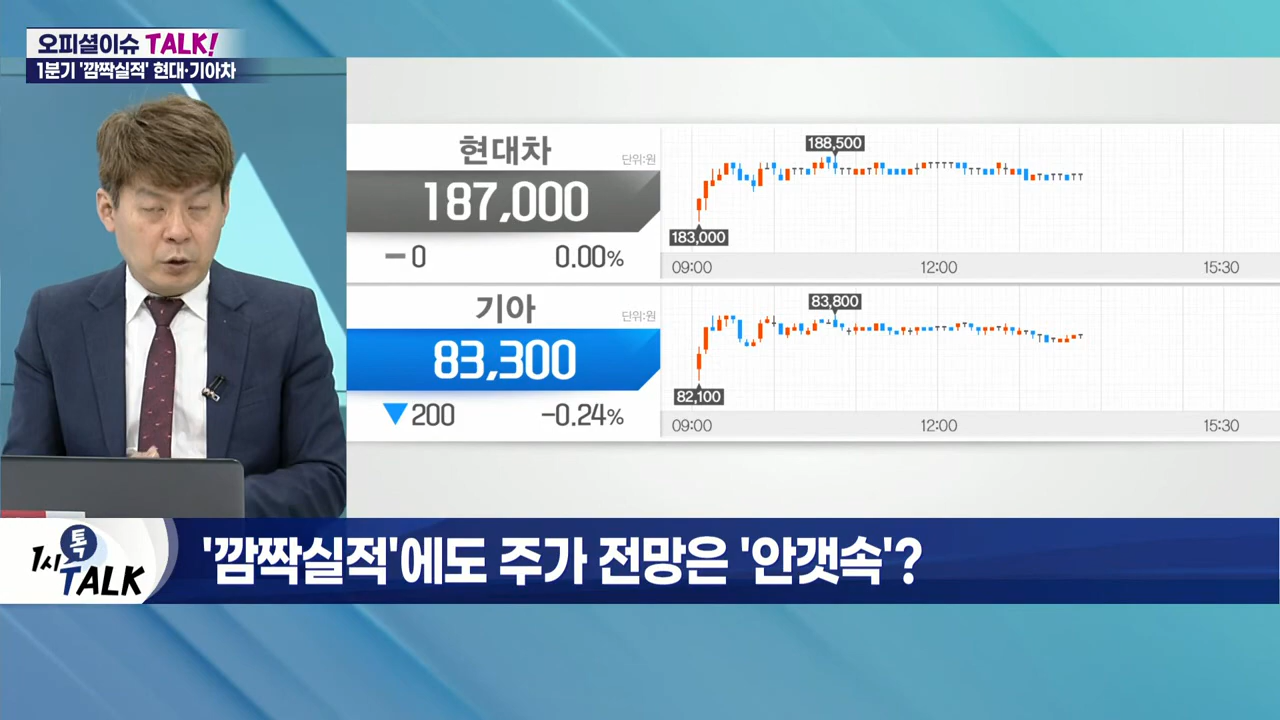 오피셜이슈 TALK!
1분기 '깜짝실적' 현대·기아차
현대차
단위:원
187,000
0 0.00%
188,500
183,000
09:00 12:00 15:30
기아
단위:원
83,300
▼200 -0.24%
83,800
82,100
09:00 12:00 15:30
1시 톡 TALK
'깜짝실적'에도 주가 전망은 '안갯속'?